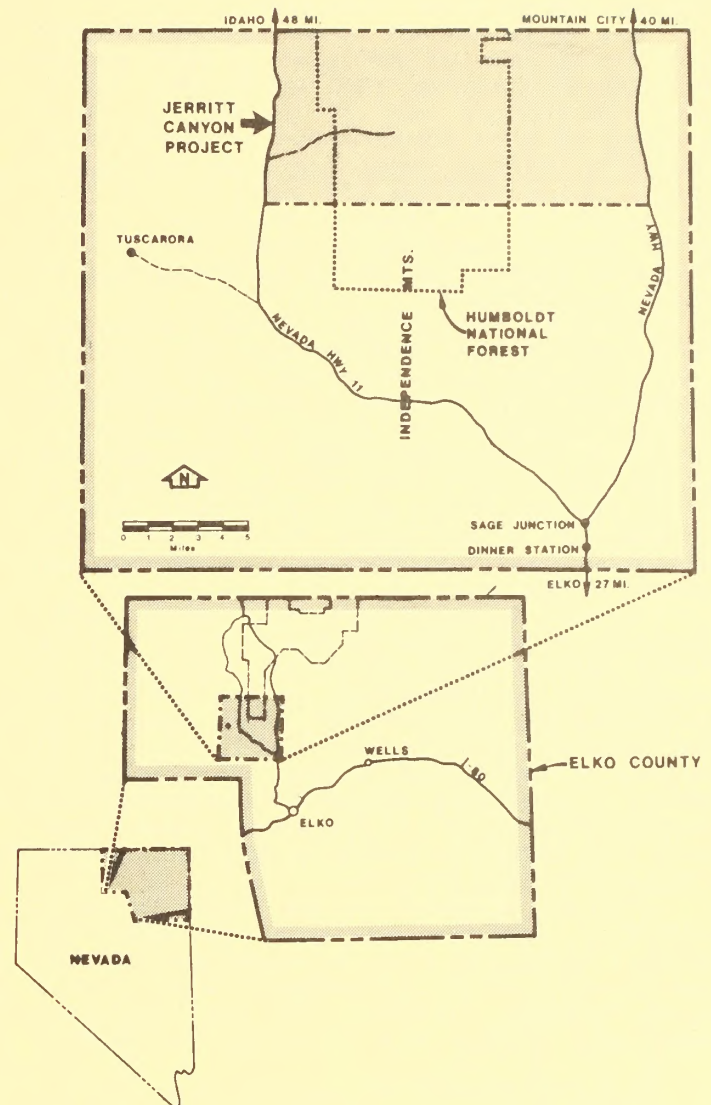 IDAHO 48 MI.
MOUNTAIN CITY 40 MI.
JERRITT
CANYON
PROJECT
TUSCARORA
NEVADA HWY 11
INDEPENDENCE MTS.
HUMBOLDT
NATIONAL
FOREST
NEVADA HWY
N
0 1 2 3 4 5
Miles
SAGE JUNCTION
DINNER STATION
ELKO 27 MI.
WELLS
I-80
ELKO COUNTY
ELKO
NEVADA